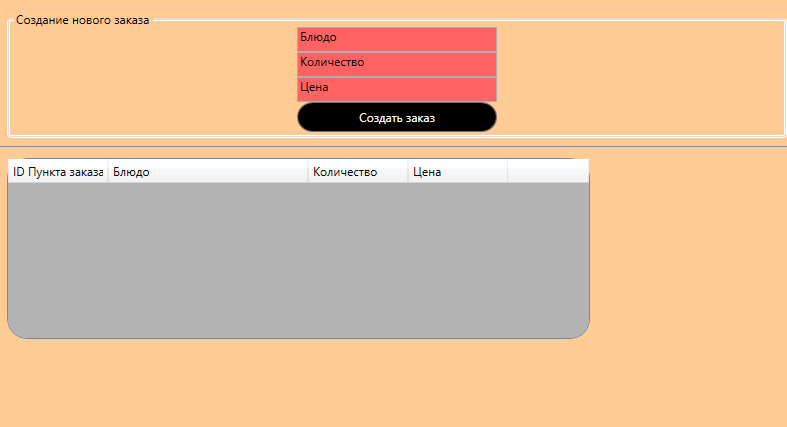 Создание нового заказа
Блюдо
Количество
Цена
Создать заказ
ID Пункта заказа Блюдо Количество Цена